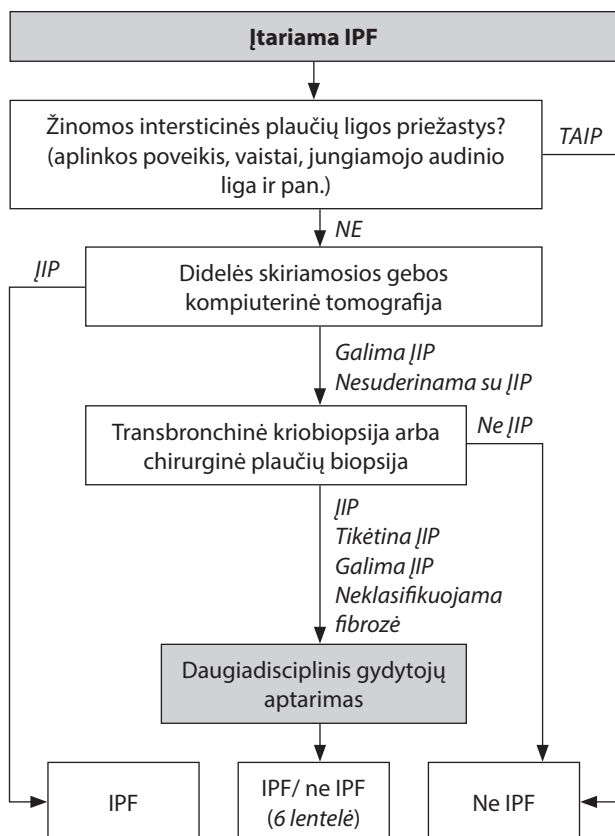 Įtariama IPF
Žinomos intersticinės plaučių ligos priežastys?
(aplinkos poveikis, vaistai, jungiamojo audinio
liga ir pan.)
TAIP
NE
ĮIP
Didelės skiriamosios gebos
kompiuterinė tomografija
Galima ĮIP
Nesuderinama su ĮIP
Transbronchinė kriobiopsija arba
chirurginė plaučių biopsija
Ne ĮIP
ĮIP
Tikėtina ĮIP
Galima ĮIP
Neklasifikuojama
fibrozė
Daugiadisciplinis gydytojų
aptarimas
IPF
IPF/ ne IPF
(6 lentelė)
Ne IPF